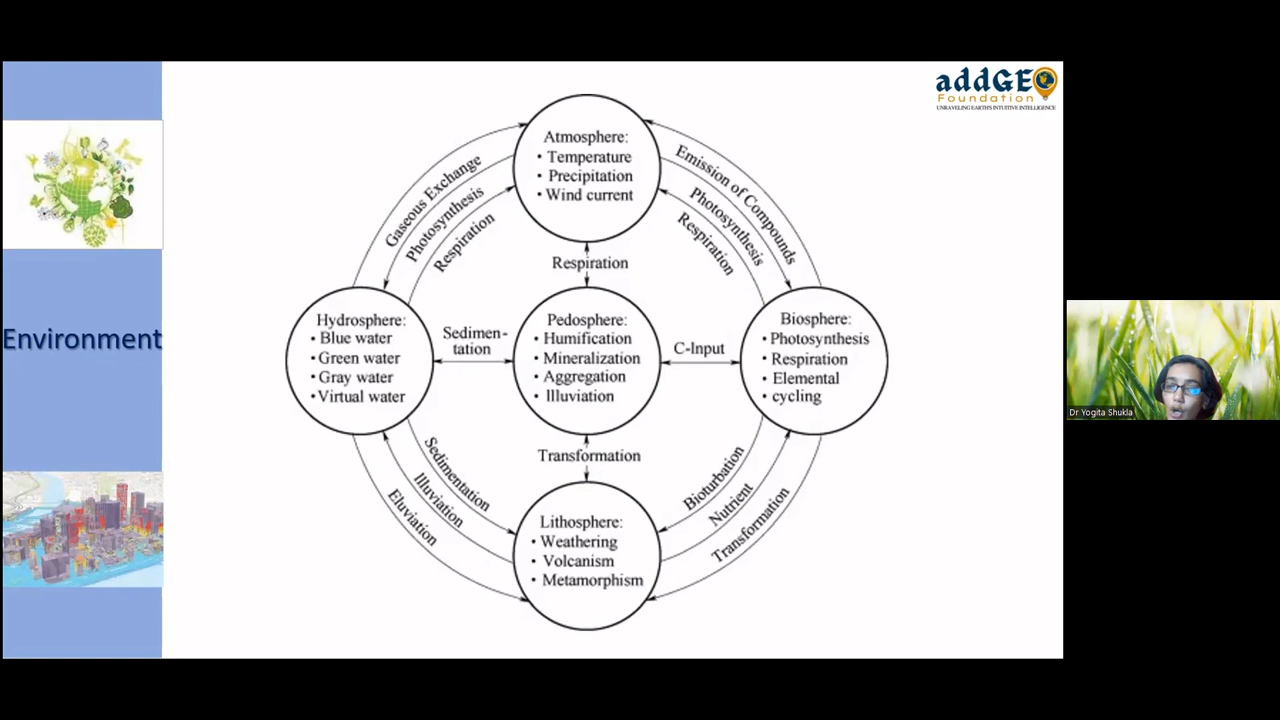 addGEO
Foundation
UNRAVELING EARTH'S INTUITIVE INTELLIGENCE
Environment
Atmosphere:
• Temperature
• Precipitation
• Wind current
Gaseous Exchange
Photosynthesis
Respiration
Emission of Compounds
Photosynthesis
Respiration
Respiration
Hydrosphere:
• Blue water
• Green water
• Gray water
• Virtual water
Sedimen-
tation
Pedosphere:
• Humification
• Mineralization
• Aggregation
• Illuviation
C-Input
Biosphere:
• Photosynthesis
• Respiration
• Elemental
• cycling
Transformation
Sedimentation
Illuviation
Eluviation
Bioturbation
Nutrient
Transformation
Lithosphere:
• Weathering
• Volcanism
• Metamorphism
Dr Yogita Shukla